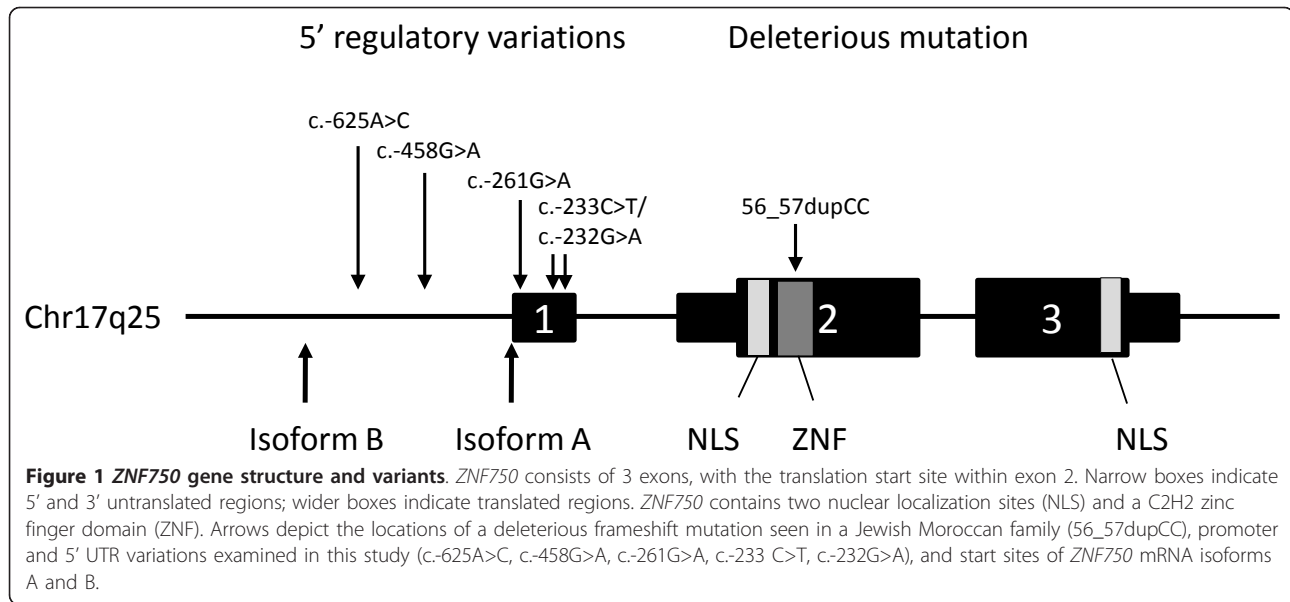 5’ regulatory variations Deleterious mutation
c.-625A>C
c.-458G>A
c.-261G>A
c.-233C>T/
c.-232G>A
56_57dupCC
Chr17q25
1 2 3
Isoform B Isoform A NLS ZNF NLS
Figure 1 ZNF750 gene structure and variants. ZNF750 consists of 3 exons, with the translation start site within exon 2. Narrow boxes indicate
5’ and 3’ untranslated regions; wider boxes indicate translated regions. ZNF750 contains two nuclear localization sites (NLS) and a C2H2 zinc
finger domain (ZNF). Arrows depict the locations of a deleterious frameshift mutation seen in a Jewish Moroccan family (56_57dupCC), promoter
and 5’ UTR variations examined in this study (c.-625A>C, c.-458G>A, c.-261G>A, c.-233 C>T, c.-232G>A), and start sites of ZNF750 mRNA isoforms
A and B.